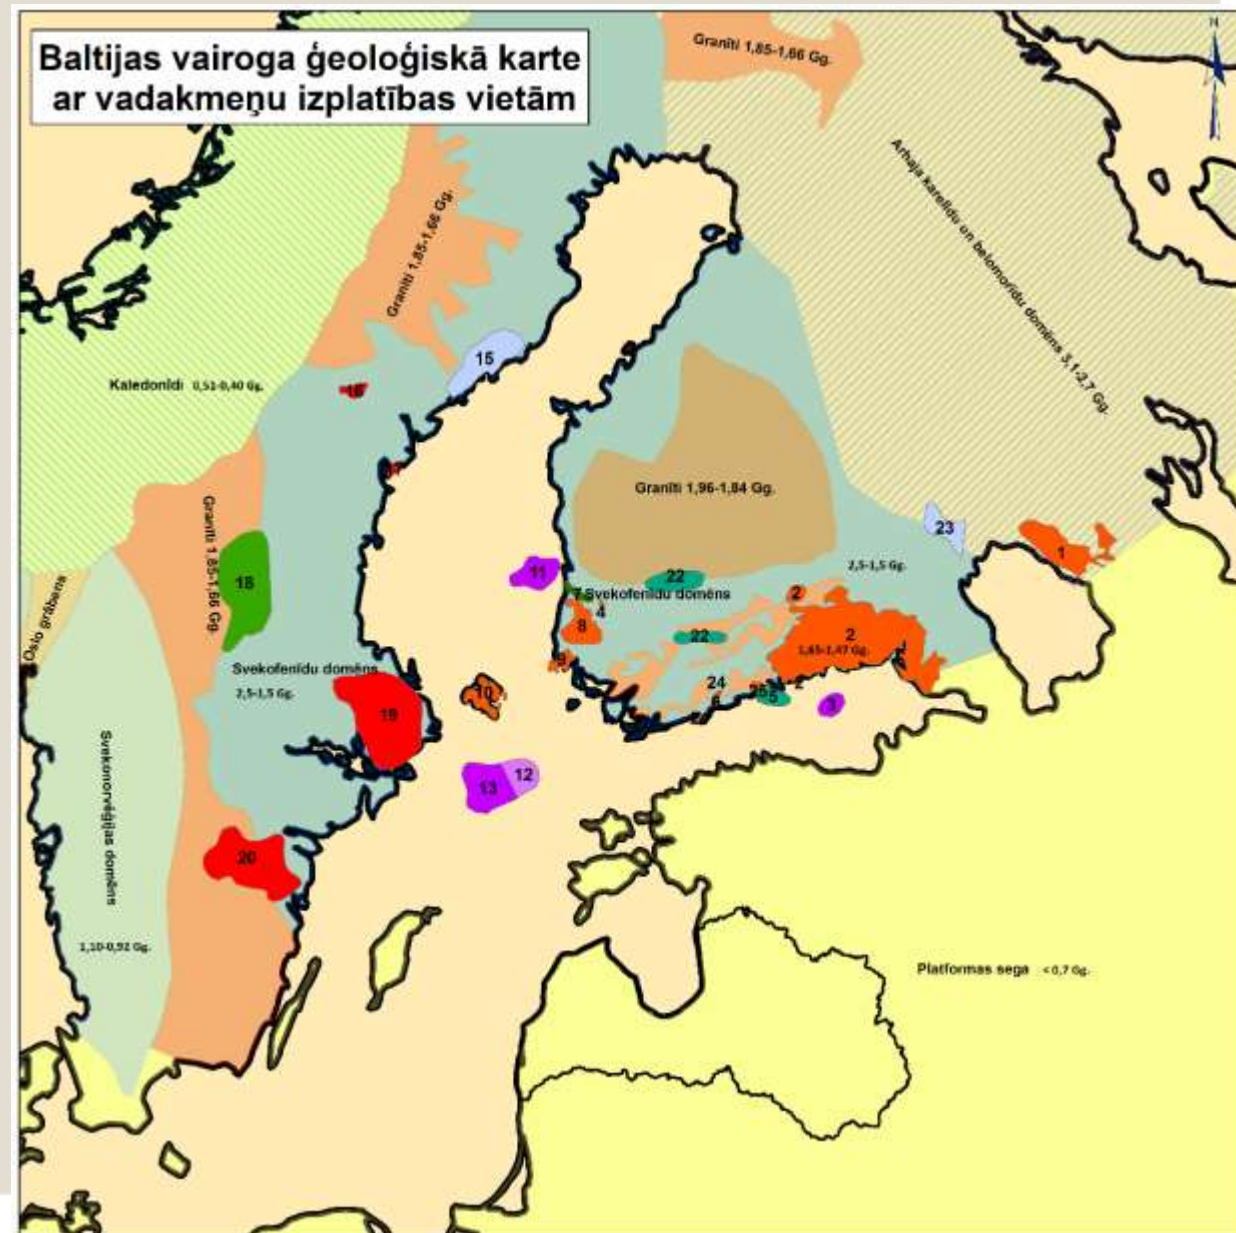 Baltijas vairoga ģeoloģiskā karte
ar vadakmeņu izplatības vietām
N
Granīti 1,85-1,66 Gg.
Arhaja karelīdu un belomorīdu domēns 3,1-2,7 Gg.
Granīti 1,85-1,66 Gg.
15
Kaledonīdi 0,51-0,40 Gg.
16
Granīti 1,96-1,84 Gg.
Granīti 1,85-1,66 Gg.
23
1
18
11
22
2,5-1,5 Gg.
7 Svekofenīdu domēns
2
4
8
22
2
1,65-1,47 Gg.
Oslo grābens
Svekofenīdu domēns
2,5-1,5 Gg.
10
24
6
25
5
2
3
19
Svekonorvēģijas domēns
13
12
20
1,10-0,92 Gg.
Platformas sega < 0,7 Gg.